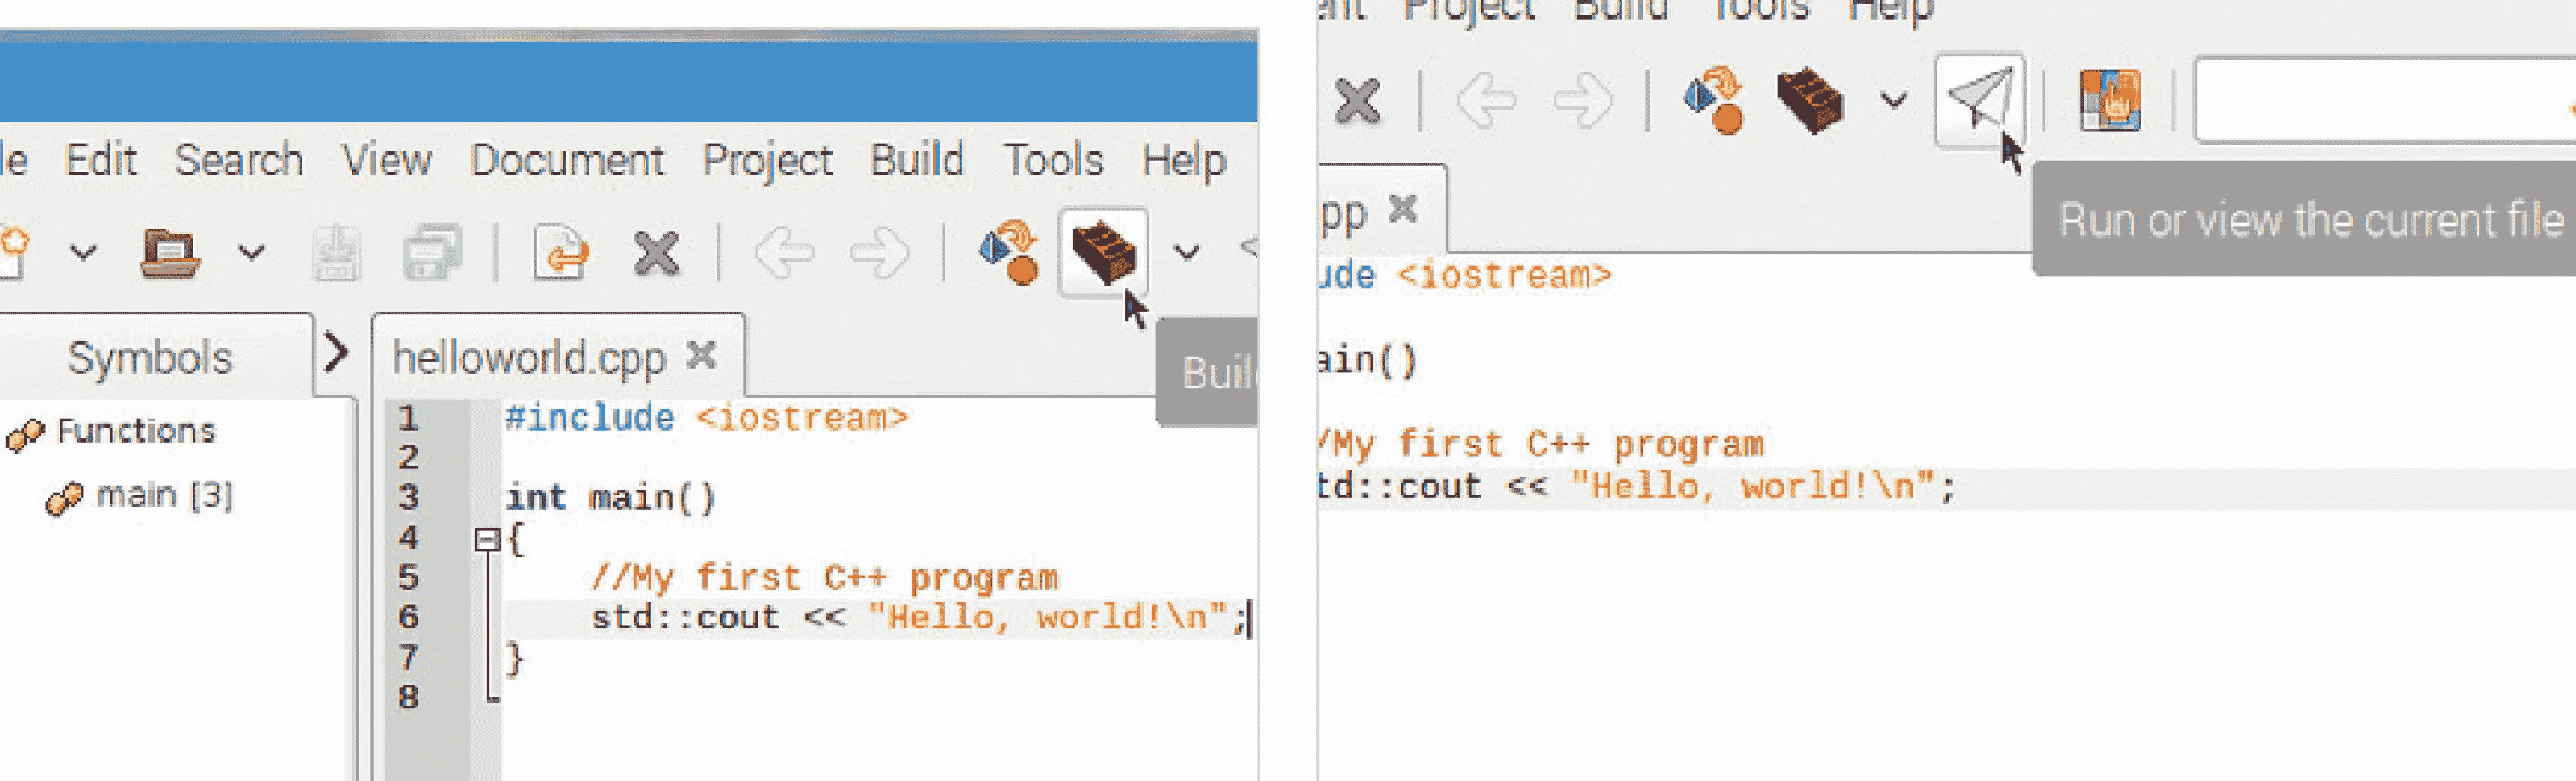 le Edit Search View Document Project Build Tools Help
Symbols
helloworld.cpp
Buil
Functions
main [3]
1 #include <iostream>
2
3 int main()
4 {
5 //My first C++ program
6 std::cout << "Hello, world!\n";
7 }
8
ent Project Build Tools Help
pp
Run or view the current file
ude <iostream>
ain()
/My first C++ program
td::cout << "Hello, world!\n";